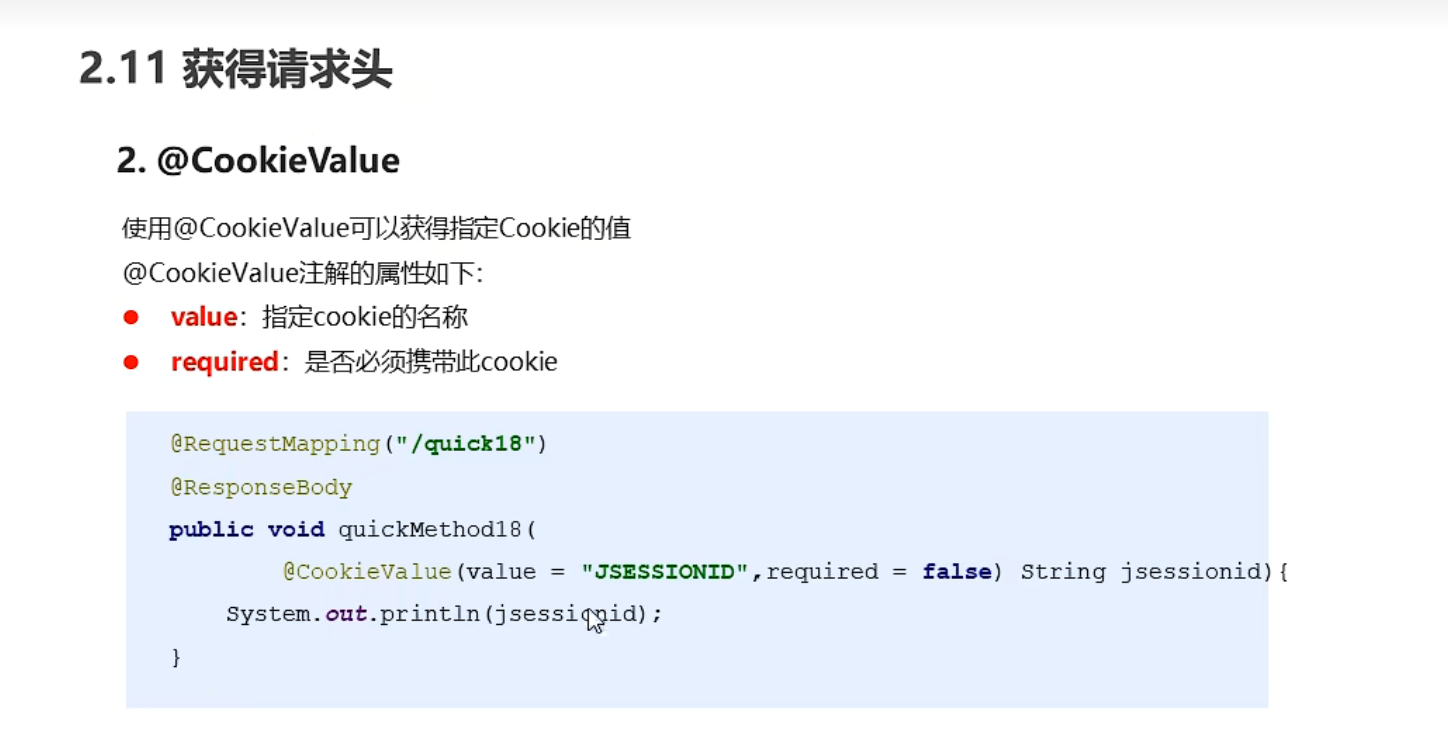 2.11 获得请求头
2. @CookieValue
使用@CookieValue可以获得指定Cookie的值
@CookieValue注解的属性如下：
● value：指定cookie的名称
● required：是否必须携带此cookie
@RequestMapping("/quick18")
@ResponseBody
public void quickMethod18(
@CookieValue(value = "JSESSIONID",required = false) String jsessionid){
System.out.println(jsessionid);
}